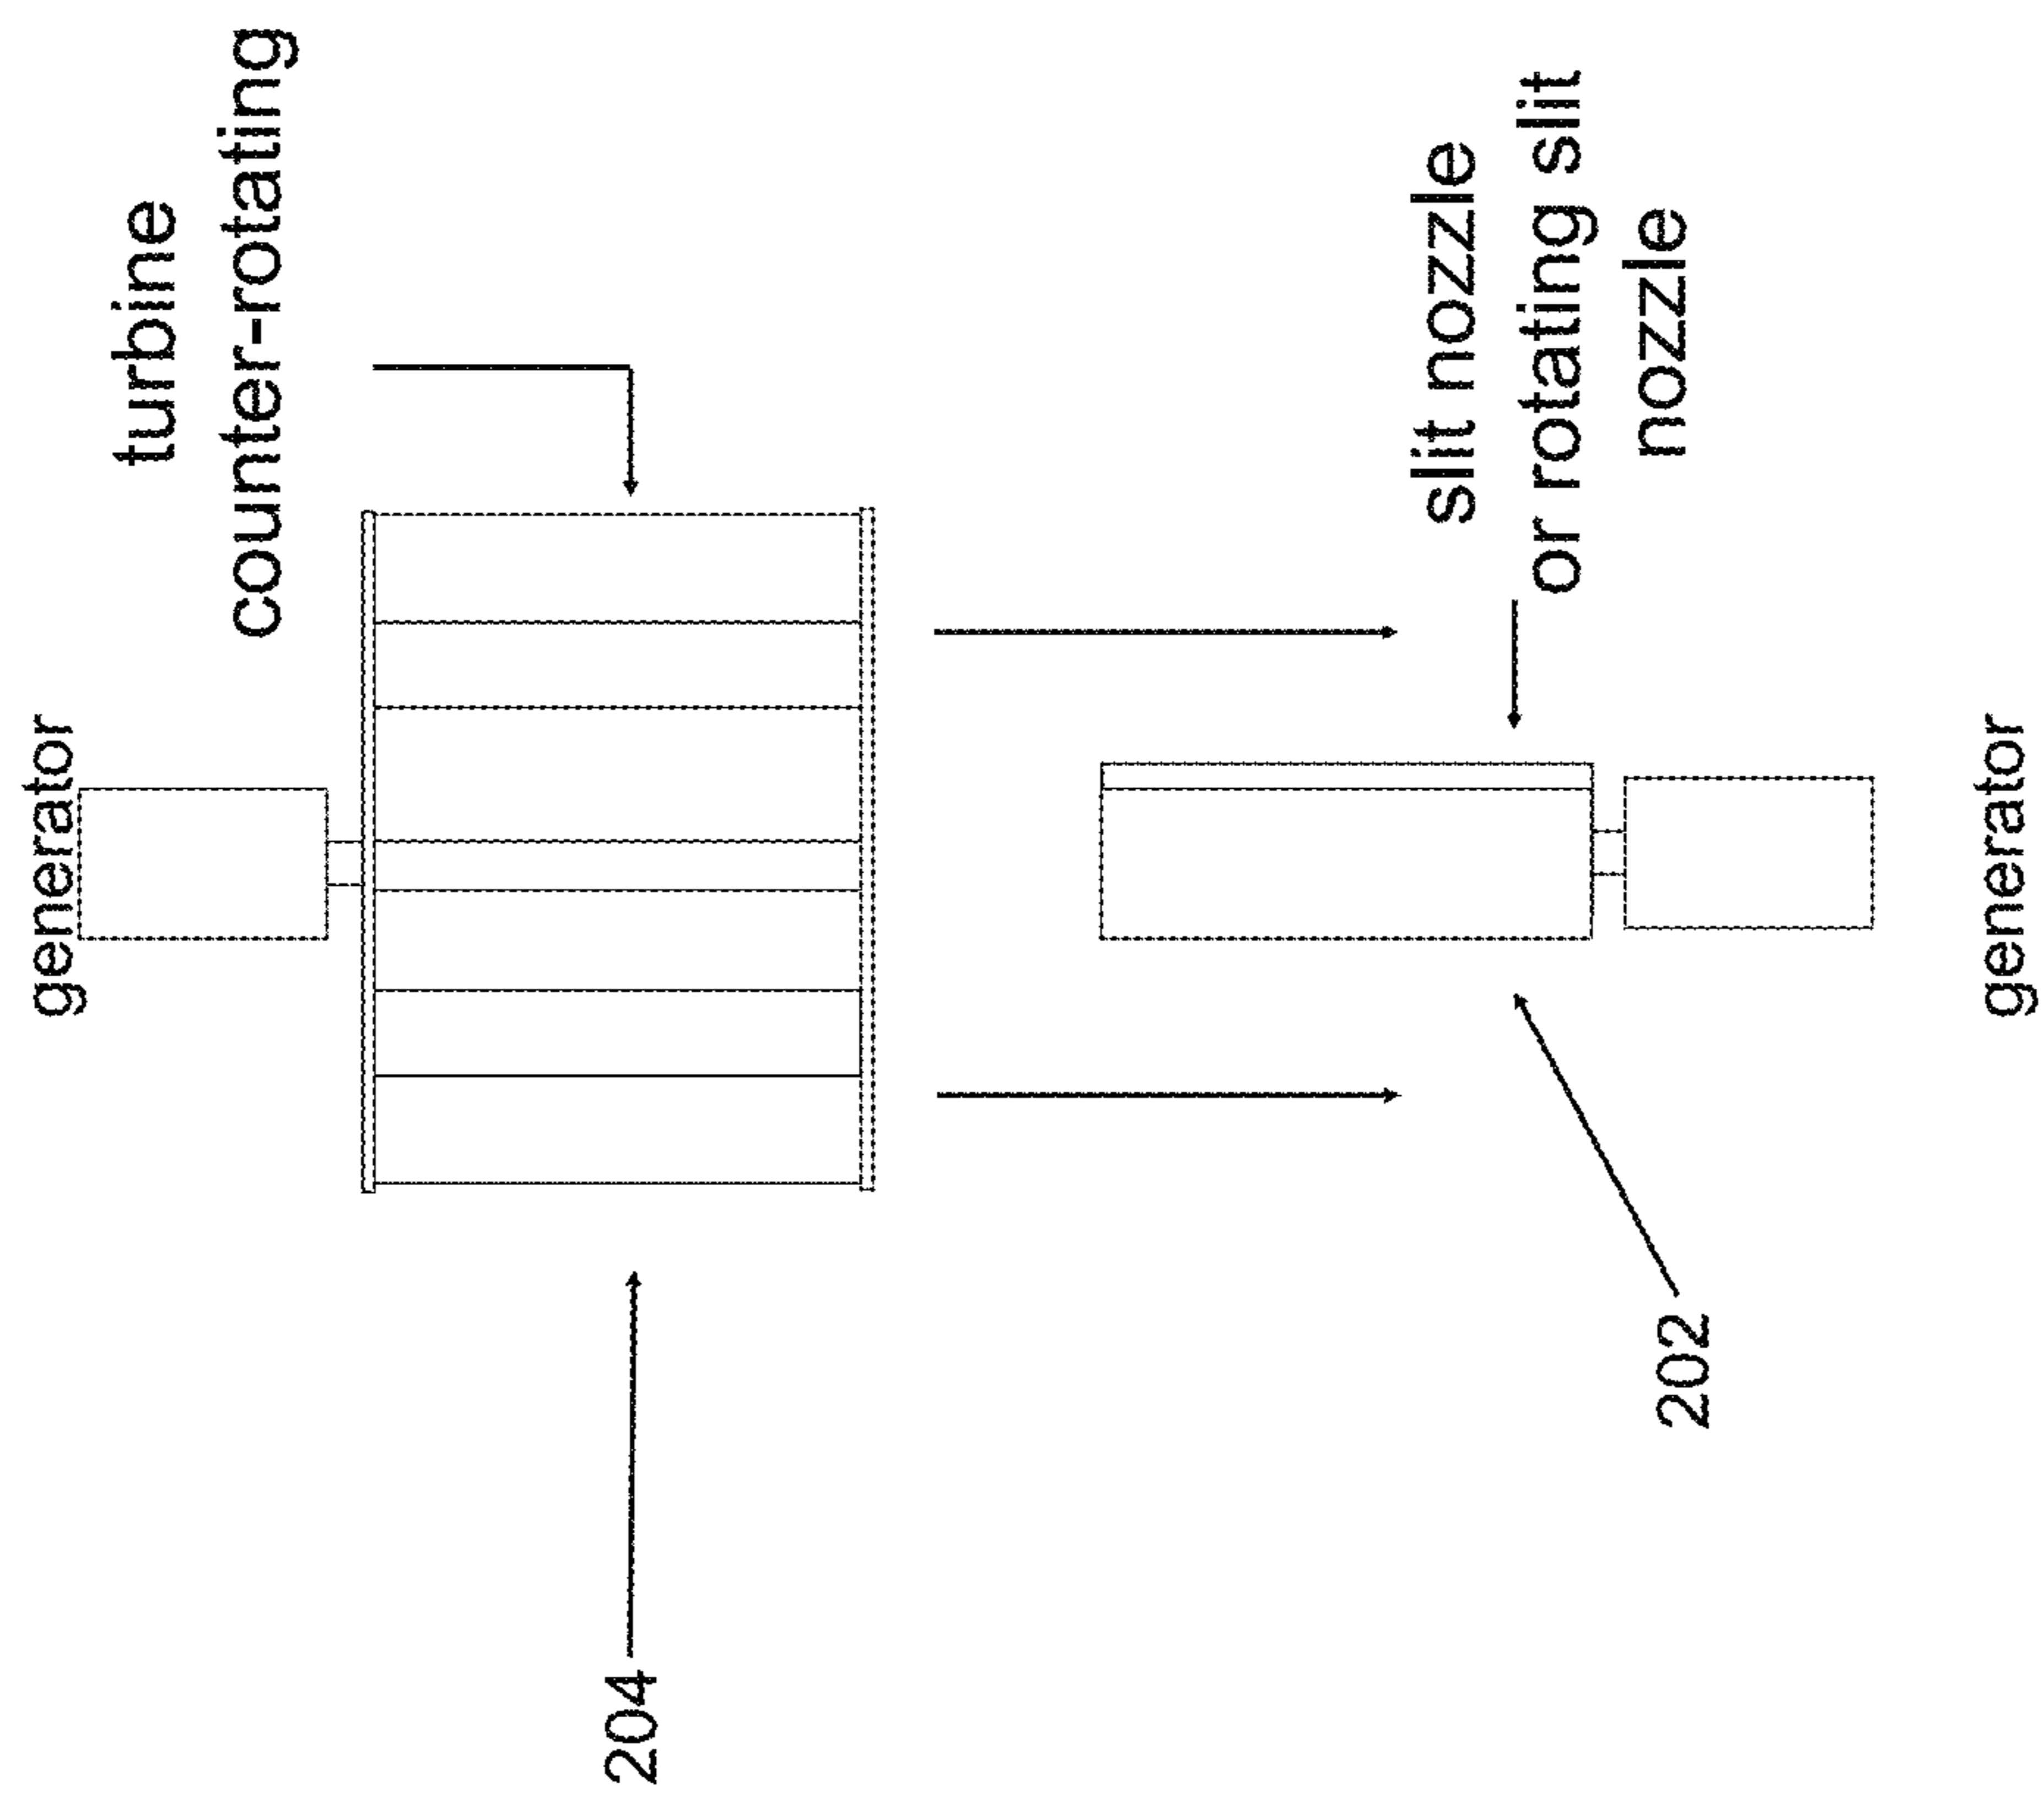 generator
turbine
counter-rotating
204
slit nozzle
or rotating slit
nozzle
202
generator